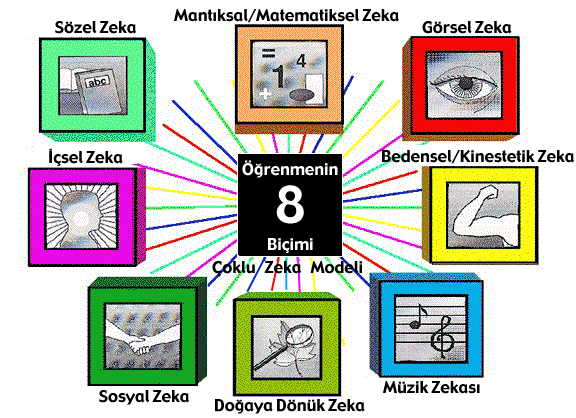 Mantıksal/Matematiksel Zeka
Sözel Zeka
Görsel Zeka
abc
= 4
1
+
İçsel Zeka
Öğrenmenin
8
Biçimi
Bedensel/Kinestetik Zeka
Çoklu Zeka Modeli
Sosyal Zeka
Doğaya Dönük Zeka
Müzik Zekası